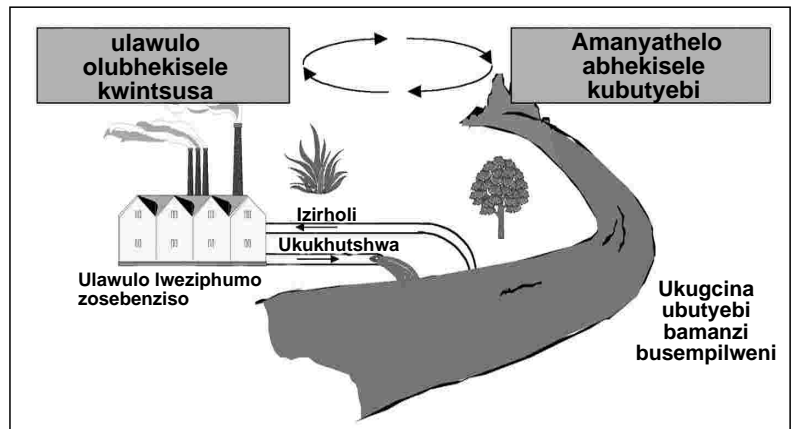 ulawulo
olubhekisele
kwintsusa
Amanyathelo
abhekisele
kubutyebi
Izirholi
Ukukhutshwa
Ulawulo lweziphumo
zosebenziso
Ukugcina
ubutyebi
bamanzi
busempilweni